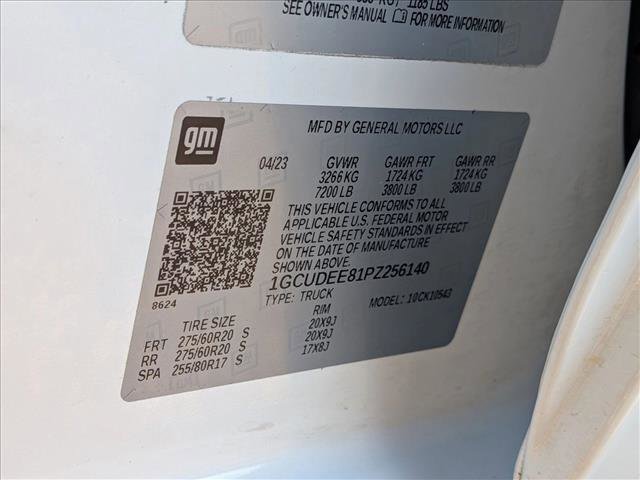 1185 LBS
SEE OWNER'S MANUAL FOR MORE INFORMATION
gm
MFD BY GENERAL MOTORS LLC
04/23 GVWR GAWR FRT GAWR RR
3266 KG 1724 KG 1724 KG
7200 LB 3800 LB 3800 LB
THIS VEHICLE CONFORMS TO ALL
APPLICABLE U.S. FEDERAL MOTOR
VEHICLE SAFETY STANDARDS IN EFFECT
ON THE DATE OF MANUFACTURE
1GCUDEE81PZ256140
8624
TYPE: TRUCK MODEL: 10CK10543
TIRE SIZE RIM
FRT 275/60R20 S 20X9J
RR 275/60R20 S 20X9J
SPA 255/80R17 S 17X8J